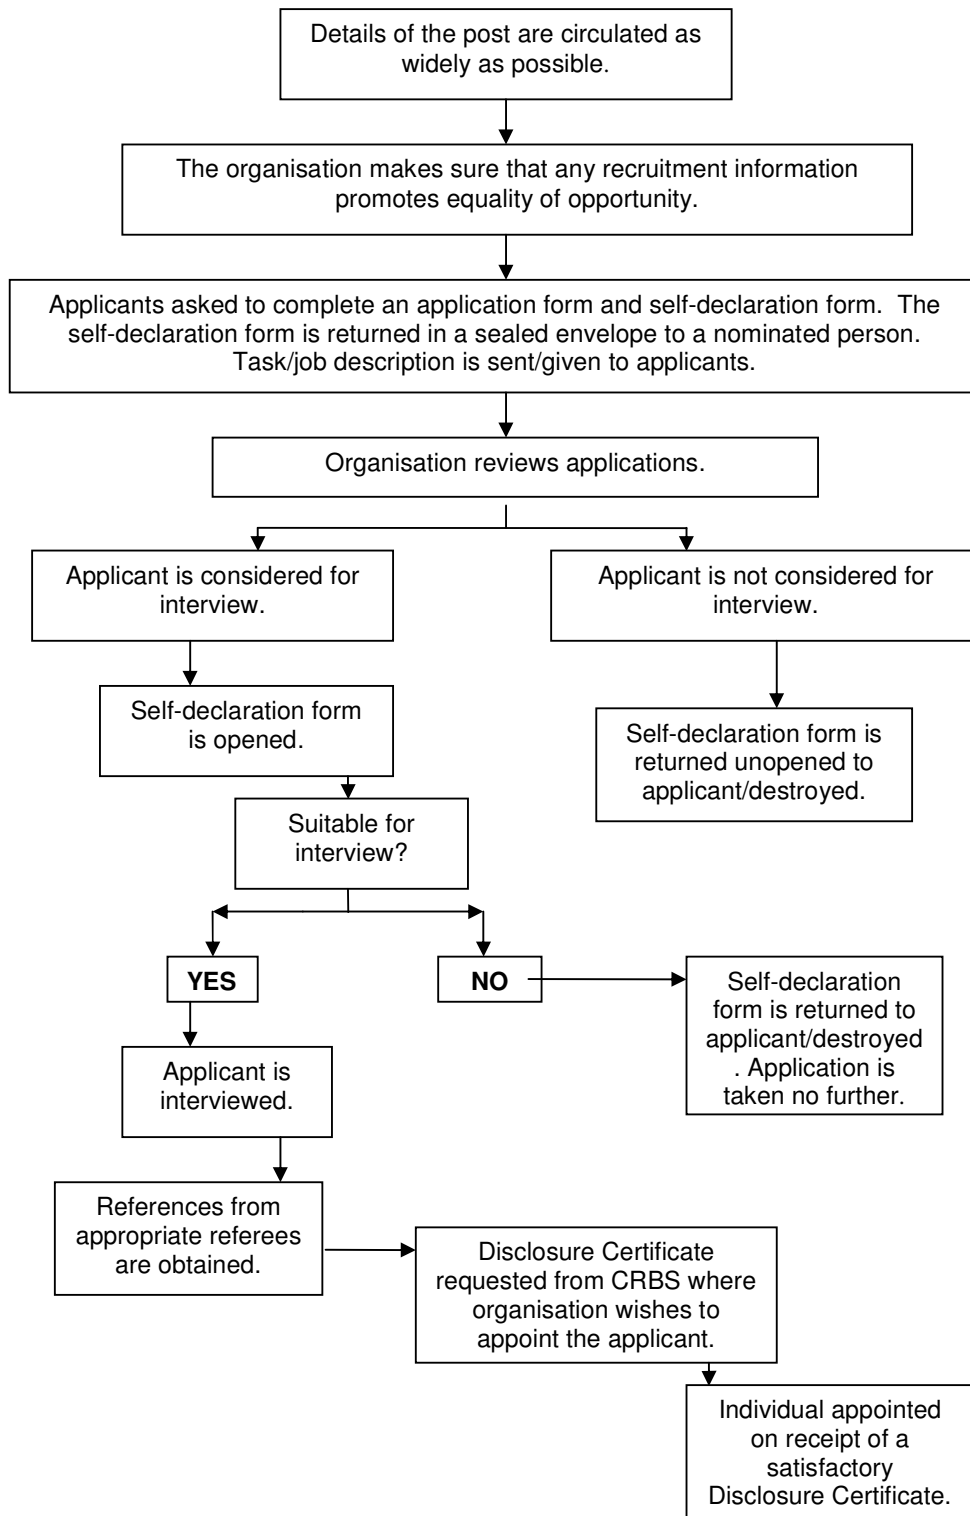 Details of the post are circulated as
widely as possible.
The organisation makes sure that any recruitment information
promotes equality of opportunity.
Applicants asked to complete an application form and self-declaration form.  The
self-declaration form is returned in a sealed envelope to a nominated person.
Task/job description is sent/given to applicants.
Organisation reviews applications.
Applicant is considered for
interview.
Applicant is not considered for
interview.
Self-declaration form
is opened.
Self-declaration form is
returned unopened to
applicant/destroyed.
Suitable for
interview?
YES
NO
Self-declaration
form is returned to
applicant/destroyed
. Application is
taken no further.
Applicant is
interviewed.
References from
appropriate referees
are obtained.
Disclosure Certificate
requested from CRBS where
organisation wishes to
appoint the applicant.
Individual appointed
on receipt of a
satisfactory
Disclosure Certificate.